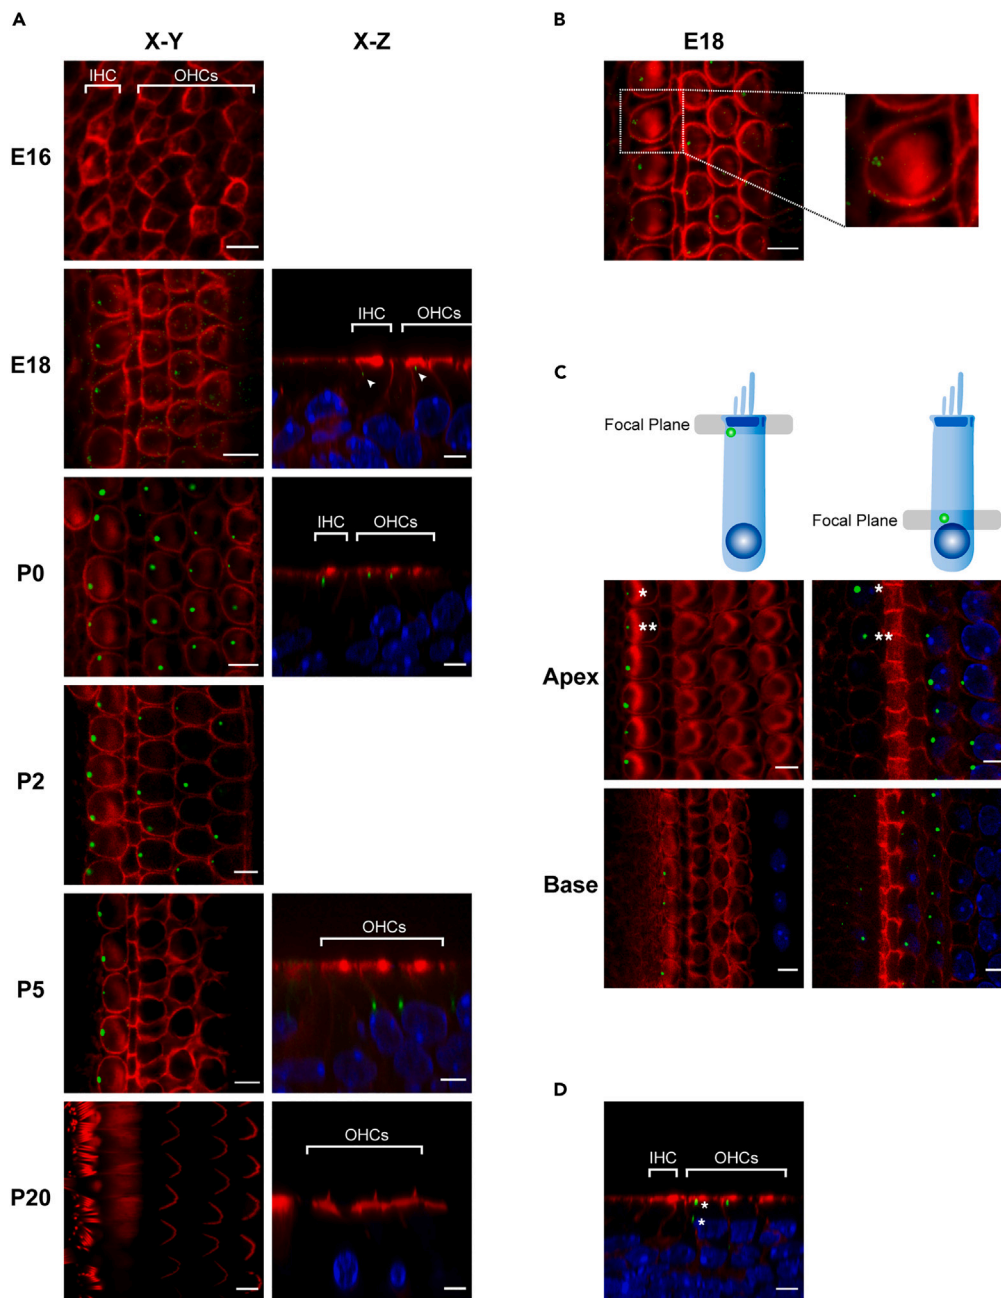 A
X-Y
X-Z
IHC
OHCs
E16
E18
IHC
OHCs
P0
IHC
OHCs
P2
P5
OHCs
P20
OHCs
B
E18
C
Focal Plane
Focal Plane
Apex
*
**
*
**
Base
D
IHC
OHCs
*
*